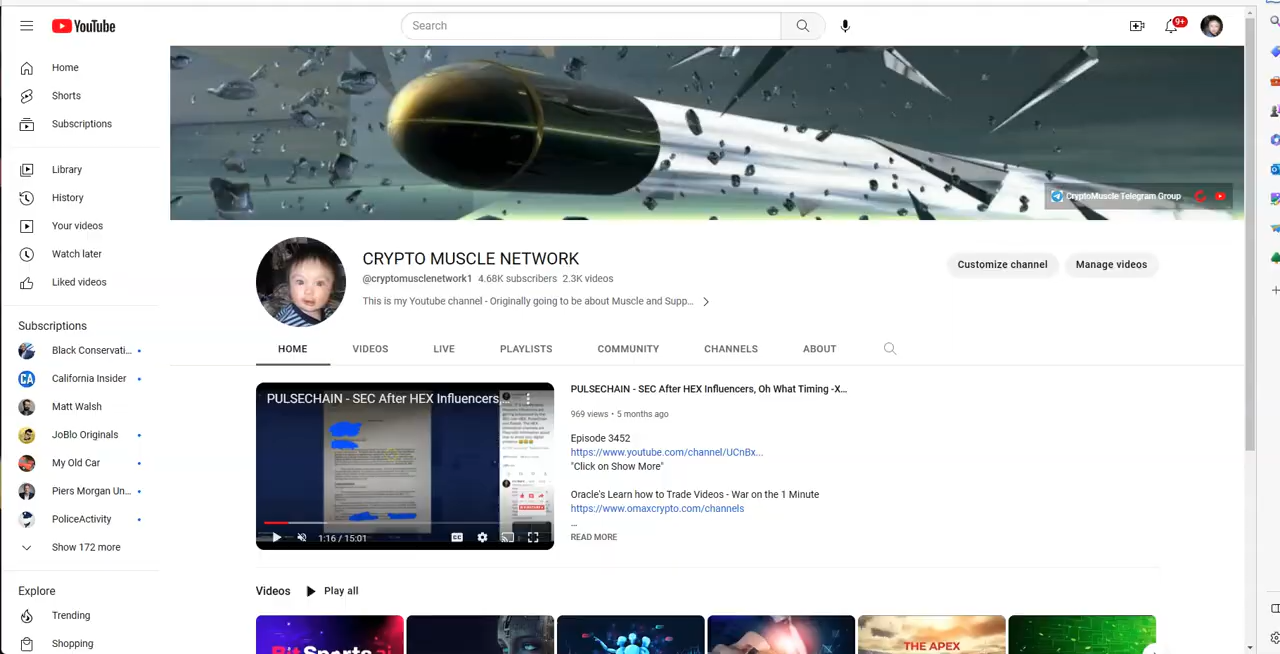 YouTube
Search
9+
Home
Shorts
Subscriptions
Library
History
Your videos
Watch later
Liked videos
Subscriptions
Black Conservati...
California Insider
Matt Walsh
JoBlo Originals
My Old Car
Piers Morgan Un...
PoliceActivity
Show 172 more
Explore
Trending
Shopping
CryptoMuscle Telegram Group
CRYPTO MUSCLE NETWORK
@cryptomusclenetwork1 4.68K subscribers 2.3K videos
This is my Youtube channel - Originally going to be about Muscle and Supp...
Customize channel
Manage videos
HOME
VIDEOS
LIVE
PLAYLISTS
COMMUNITY
CHANNELS
ABOUT
PULSECHAIN - SEC After HEX Influencers,...
1:16 / 15:01
CC
PULSECHAIN - SEC After HEX Influencers, Oh What Timing -X...
969 views • 5 months ago
Episode 3452
https://www.youtube.com/channel/UCnBx...
"Click on Show More"
Oracle's Learn how to Trade Videos - War on the 1 Minute
https://www.omaxcrypto.com/channels
...
READ MORE
Videos
Play all
BitSports.ai
THE APEX